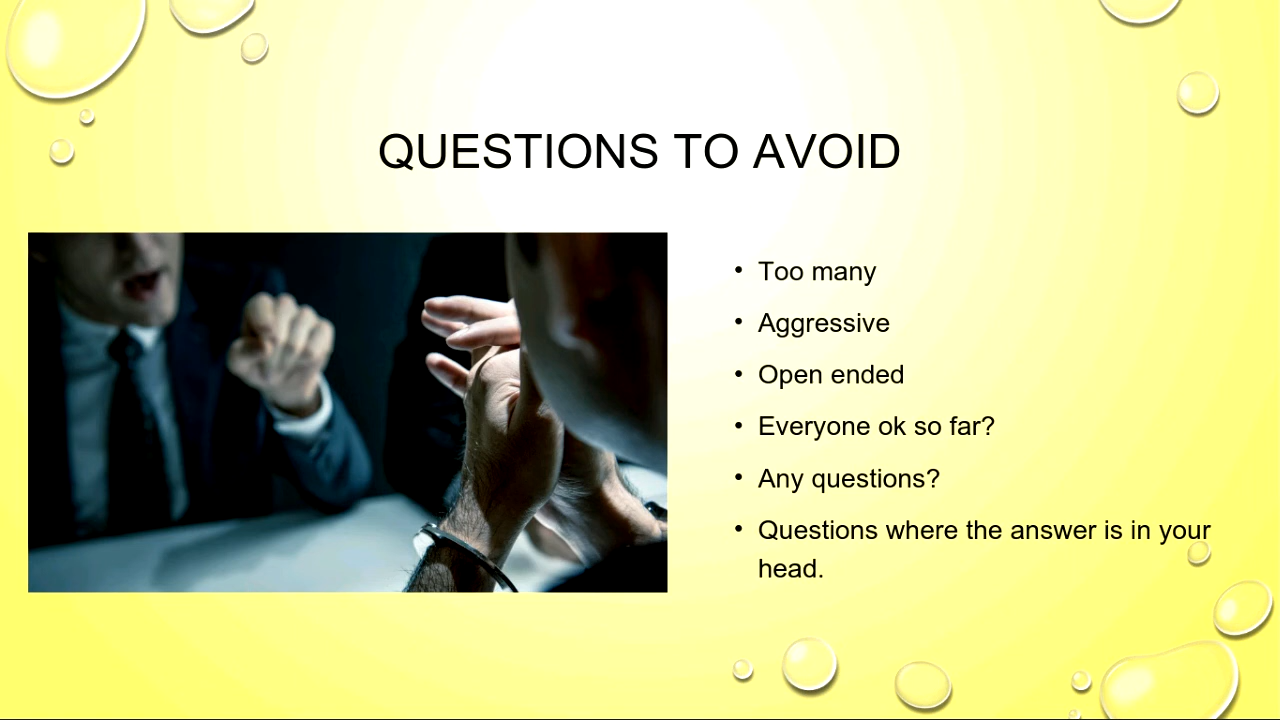 QUESTIONS TO AVOID
• Too many
• Aggressive
• Open ended
• Everyone ok so far?
• Any questions?
• Questions where the answer is in your
head.